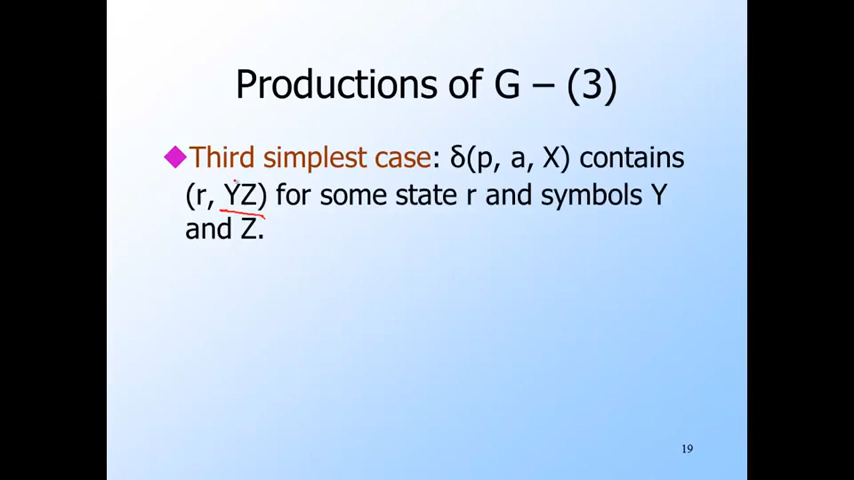 Productions of G – (3)
Third simplest case: δ(p, a, X) contains
(r, YZ) for some state r and symbols Y
and Z.
19